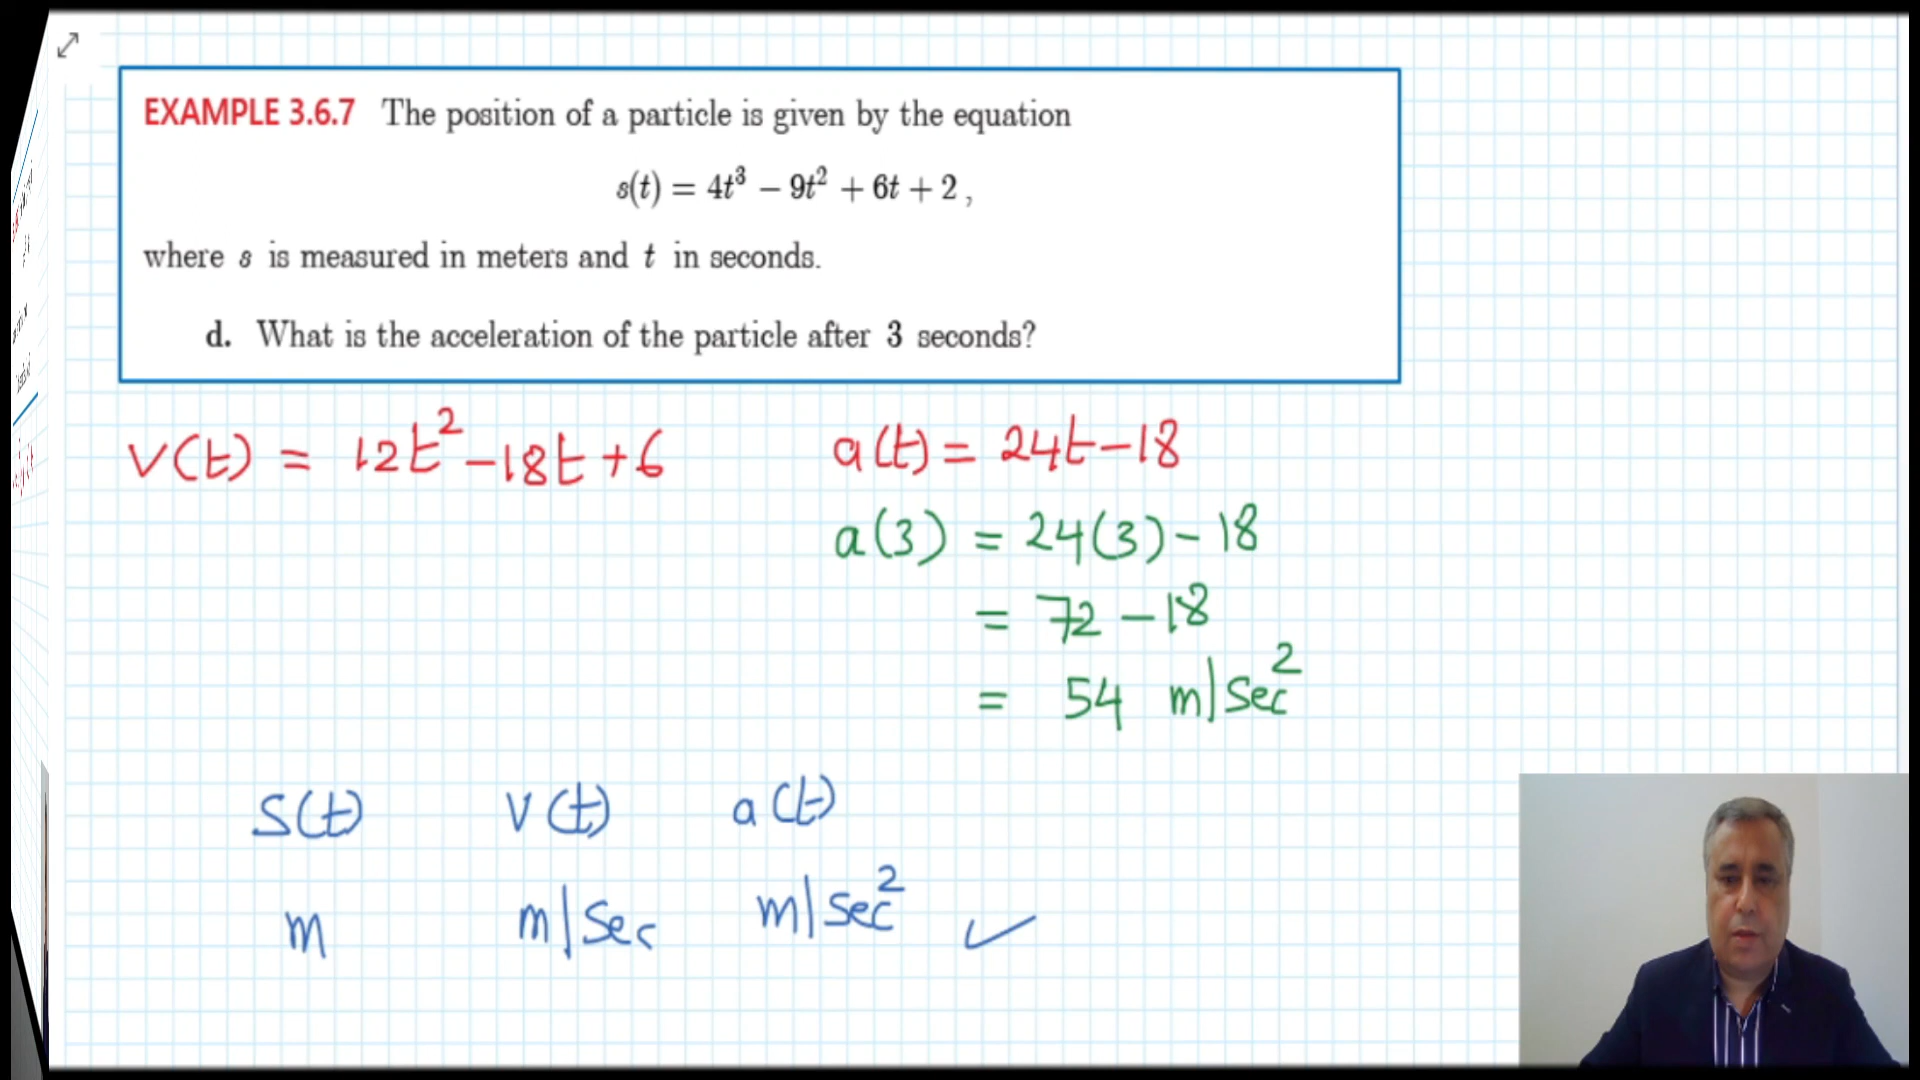 EXAMPLE 3.6.7 The position of a particle is given by the equation
s(t) = 4t³ − 9t² + 6t + 2 ,
where s is measured in meters and t in seconds.
d. What is the acceleration of the particle after 3 seconds?
V(t) = 12t² − 18t + 6
a(t) = 24t − 18
a(3) = 24(3) − 18
= 72 − 18
= 54 m/sec²
S(t) V(t) a(t)
m m/sec m/sec² ✓